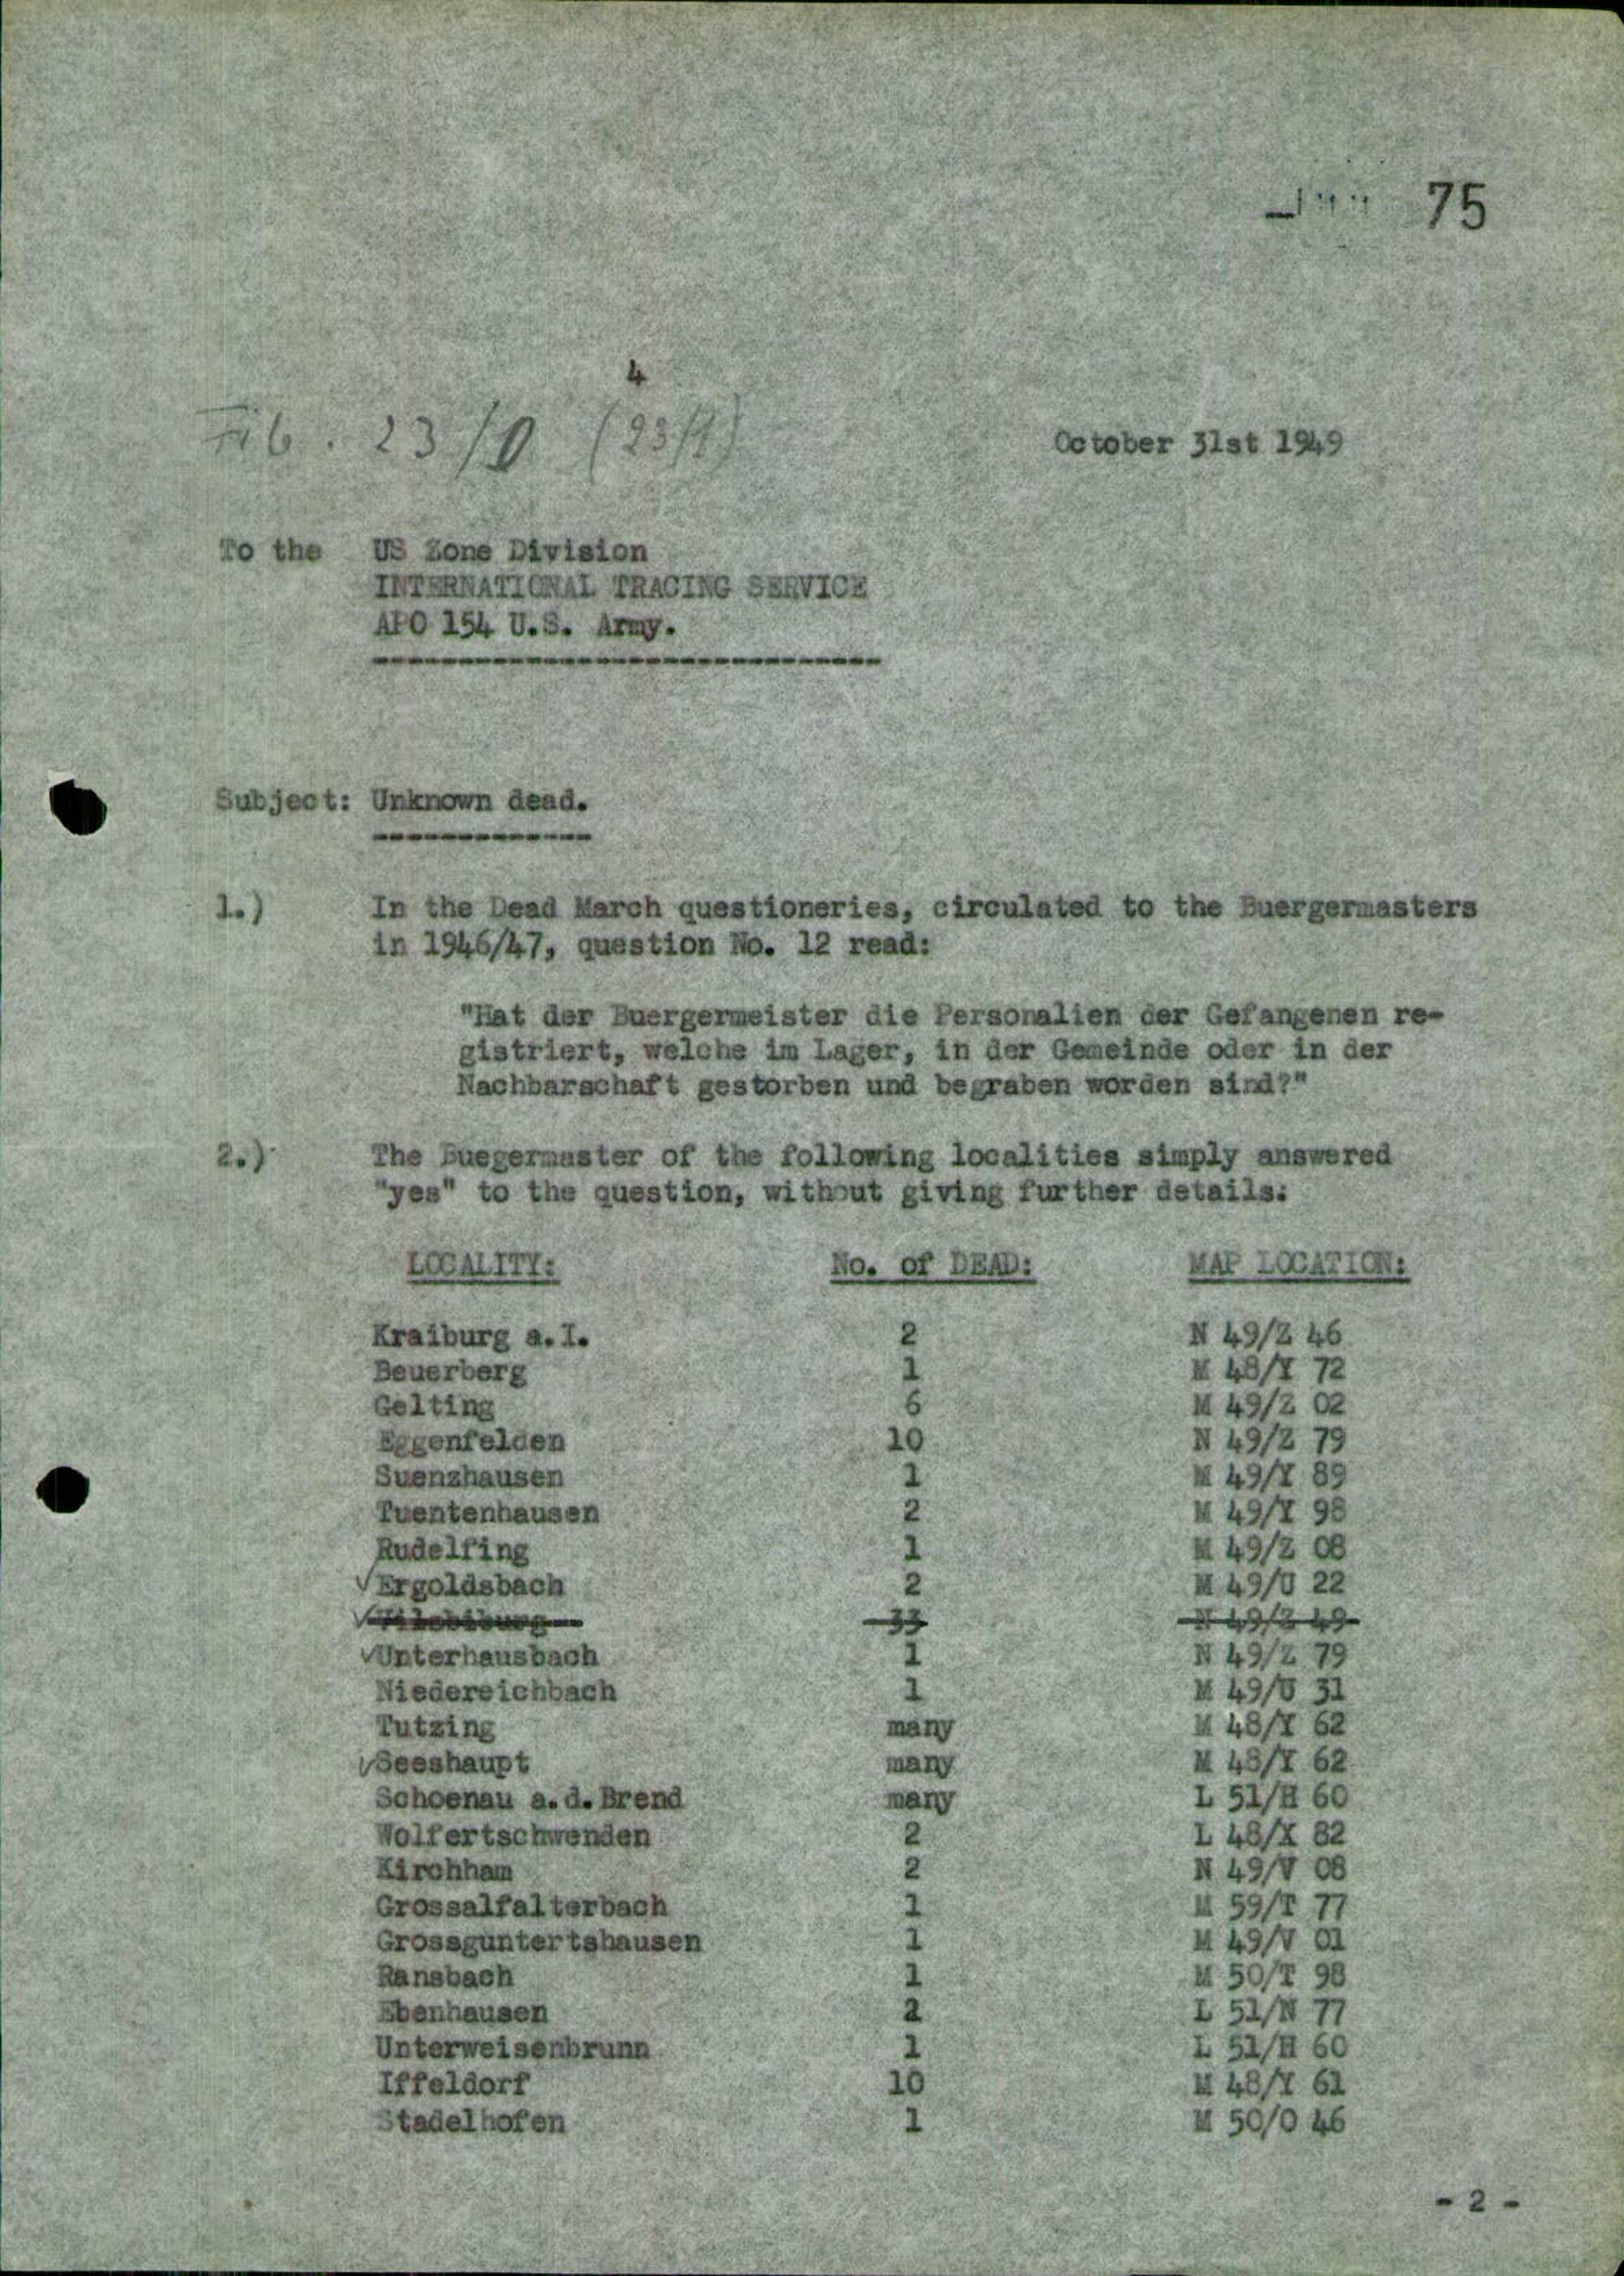 75
4
23/0 (23/1)
October 31st 1949
To the US Zone Division
INTERNATIONAL TRACING SERVICE
APO 154 U.S. Army.
Subject: Unknown dead.
1.) In the Dead March questioneries, circulated to the Buergermasters
in 1946/47, question No. 12 read:
"Hat der Buergermeister die Personalien der Gefangenen re-
gistriert, welche im Lager, in der Gemeinde oder in der
Nachbarschaft gestorben und begraben worden sind?"
2.) The Buegermaster of the following localities simply answered
"yes" to the question, without giving further details:
LOCALITY: No. of DEAD: MAP LOCATION:
Kraiburg a.I. 2 N 49/Z 46
Beuerberg 1 M 48/Y 72
Gelting 6 M 49/Z 02
Eggenfelden 10 N 49/Z 79
Suenzhausen 1 M 49/Y 89
Tuentenhausen 2 M 49/Y 98
Rudelfing 1 M 49/Z 08
Ergoldsbach 2 M 49/U 22
Vilsbiburg 33 N 49/Z 49
Unterhausbach 1 N 49/Z 79
Niedereichbach 1 M 49/U 31
Tutzing many M 48/Y 62
Seeshaupt many M 48/Y 62
Schoenau a.d.Brend many L 51/H 60
Wolfertschwenden 2 L 48/X 82
Kirchham 2 N 49/V 08
Grossalfalterbach 1 M 59/T 77
Grossguntertshausen 1 M 49/V 01
Ransbach 1 M 50/T 98
Ebenhausen 2 L 51/N 77
Unterweisenbrunn 1 L 51/H 60
Iffeldorf 10 M 48/Y 61
Stadelhofen 1 M 50/O 46
- 2 -